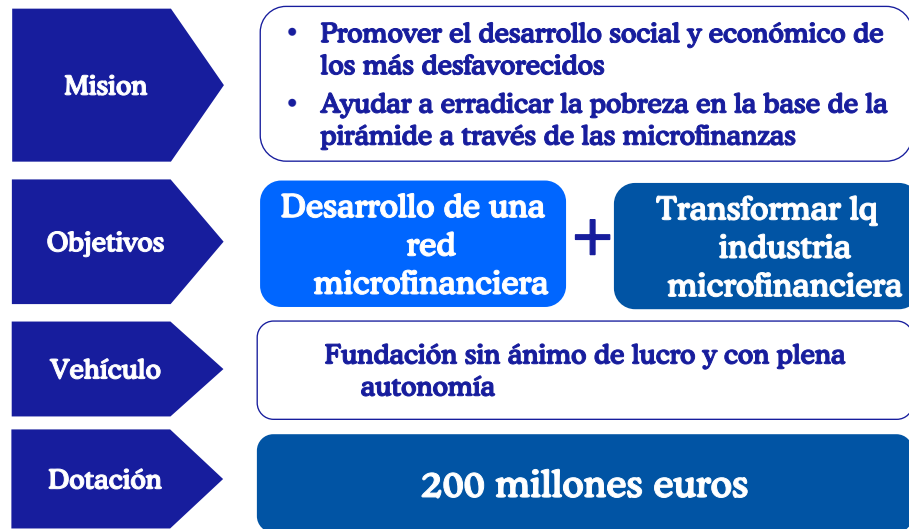 Mision
• Promover el desarrollo social y económico de
los más desfavorecidos
• Ayudar a erradicar la pobreza en la base de la
pirámide a través de las microfinanzas
Objetivos
Desarrollo de una
red
microfinanciera
+
Transformar lq
industria
microfinanciera
Vehículo
Fundación sin ánimo de lucro y con plena
autonomía
Dotación
200 millones euros